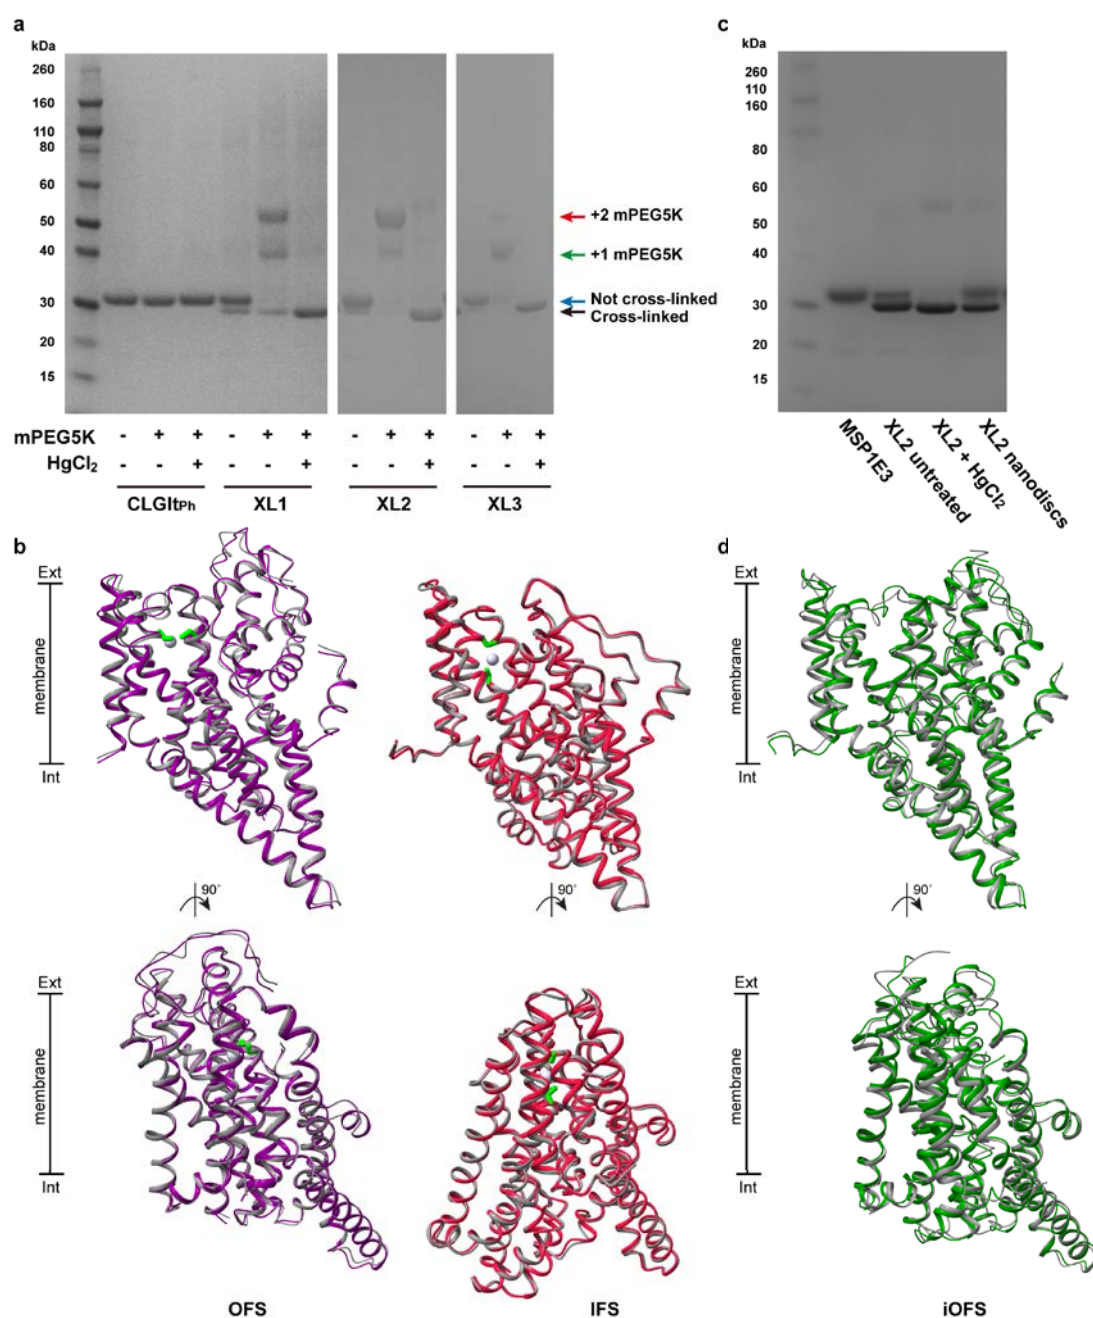 a
kDa
260
160
110
80
60
50
40
30
20
15
+2 mPEG5K
+1 mPEG5K
Not cross-linked
Cross-linked
mPEG5K - + + - + + - + + - + +
HgCl₂ - - + - - + - - + - - +
CLGltPh XL1 XL2 XL3
c
kDa
260
110
160
80
60
50
40
30
20
15
MSP1E3
XL2 untreated
XL2 + HgCl₂
XL2 nanodiscs
b
Ext
membrane
Int
90°
90°
Ext
membrane
Int
OFS
IFS
d
Ext
membrane
Int
90°
Ext
membrane
Int
iOFS